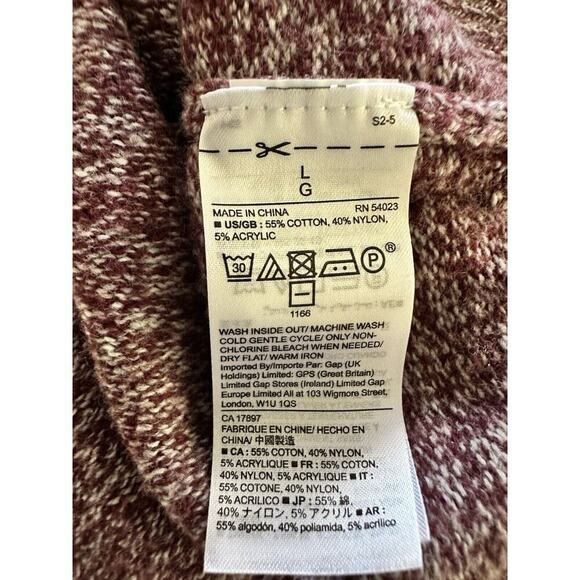 S2-5
L
G
MADE IN CHINA RN 54023
■ US/GB : 55% COTTON, 40% NYLON,
5% ACRYLIC
30 P ®
1166
WASH INSIDE OUT/ MACHINE WASH
COLD GENTLE CYCLE/ ONLY NON-
CHLORINE BLEACH WHEN NEEDED/
DRY FLAT/ WARM IRON
Imported By/Importe Par: Gap (UK
Holdings) Limited: GPS (Great Britain)
Limited Gap Stores (Ireland) Limited Gap
Europe Limited All at 103 Wigmore Street,
London, W1U 1QS
CA 17897
FABRIQUE EN CHINE/ HECHO EN
CHINA/ 中國製造
■ CA : 55% COTON, 40% NYLON,
5% ACRYLIQUE ■ FR : 55% COTON,
40% NYLON, 5% ACRYLIQUE ■ IT :
55% COTONE, 40% NYLON,
5% ACRILICO ■ JP : 55% 綿,
40% ナイロン, 5% アクリル ■ AR :
55% algodón, 40% poliamida, 5% acrílico